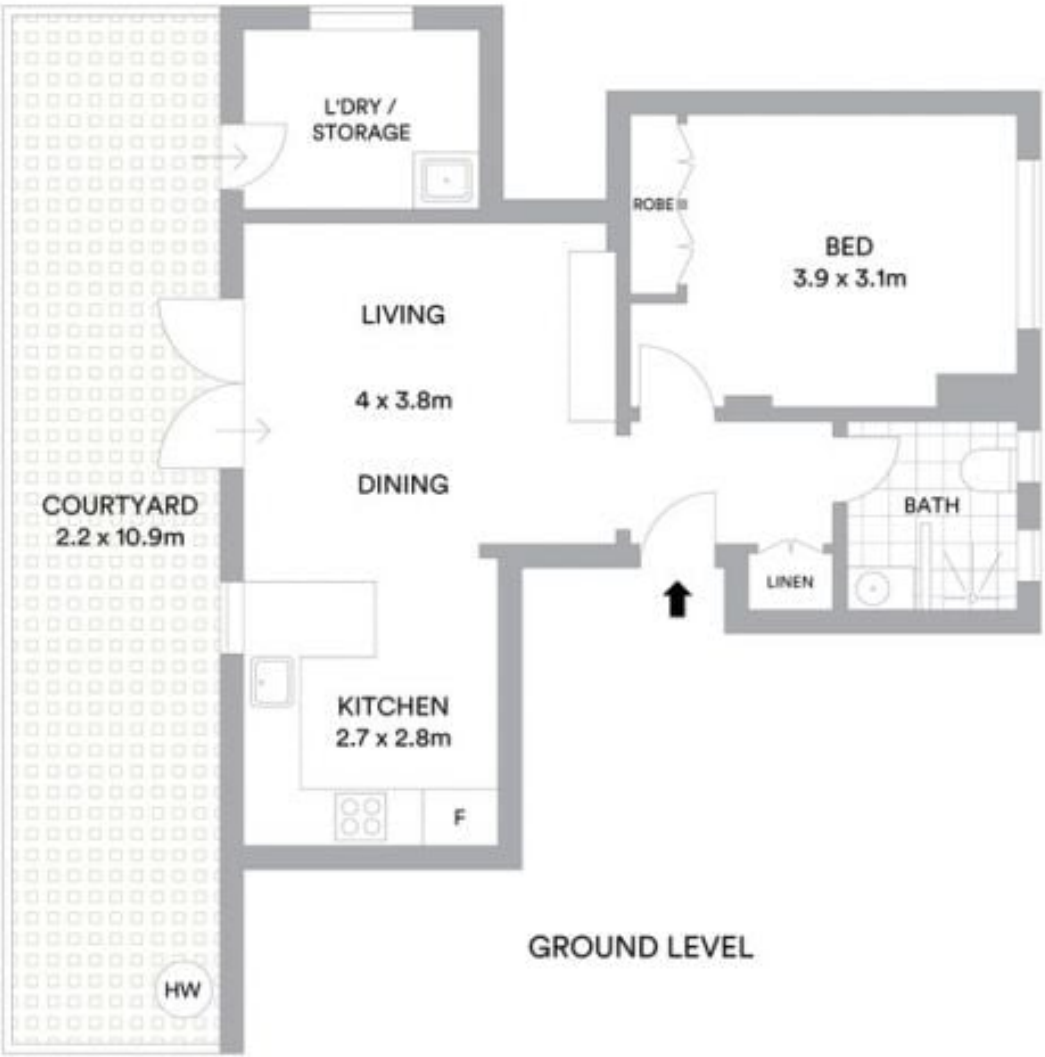 L'DRY /
STORAGE
ROBE
BED
3.9 x 3.1m
LIVING
4 x 3.8m
DINING
COURTYARD
2.2 x 10.9m
BATH
LINEN
KITCHEN
2.7 x 2.8m
F
GROUND LEVEL
HW